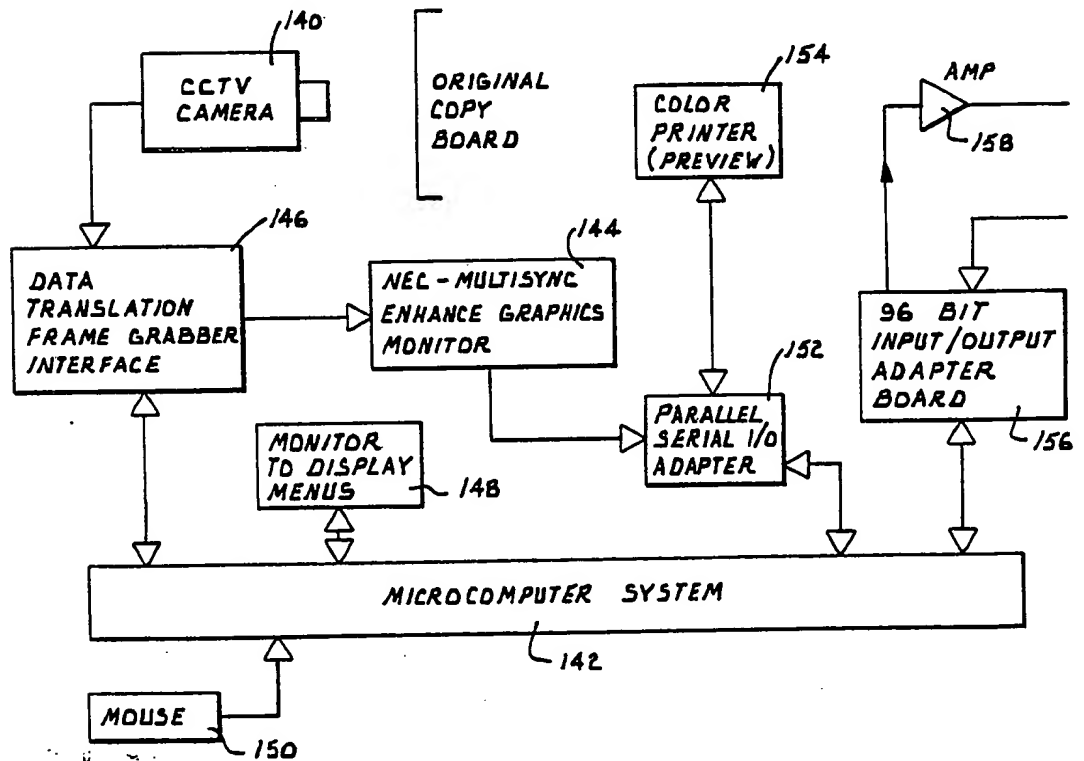 140
CCTV
CAMERA
ORIGINAL
COPY
BOARD
154
COLOR
PRINTER
(PREVIEW)
AMP
158
146
DATA
TRANSLATION
FRAME GRABBER
INTERFACE
144
NEC-MULTISYNC
ENHANCE GRAPHICS
MONITOR
152
PARALLEL
SERIAL I/O
ADAPTER
96 BIT
INPUT/OUTPUT
ADAPTER
BOARD
156
MONITOR
TO DISPLAY
MENUS
148
MICROCOMPUTER SYSTEM
142
MOUSE
150